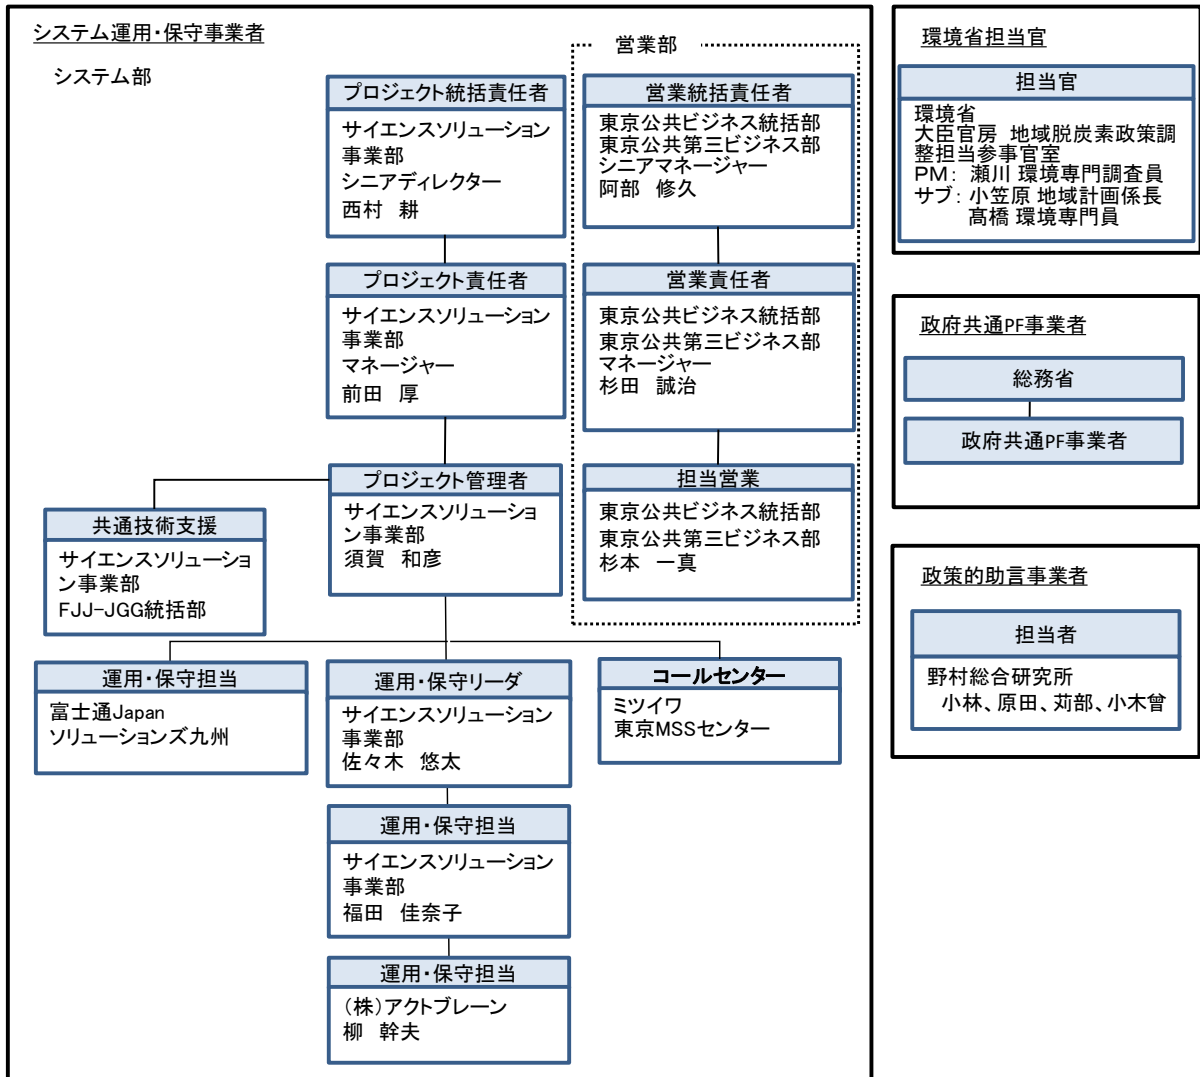 システム運用・保守事業者
システム部
プロジェクト統括責任者
サイエンスソリューション
事業部
シニアディレクター
西村　耕
プロジェクト責任者
サイエンスソリューション
事業部
マネージャー
前田　厚
プロジェクト管理者
サイエンスソリューショ
ン事業部
須賀　和彦
共通技術支援
サイエンスソリューショ
ン事業部
FJJ-JGG統括部
営業部
営業統括責任者
東京公共ビジネス統括部
東京公共第三ビジネス部
シニアマネージャー
阿部　修久
営業責任者
東京公共ビジネス統括部
東京公共第三ビジネス部
マネージャー
杉田　誠治
担当営業
東京公共ビジネス統括部
東京公共第三ビジネス部
杉本　一真
運用・保守担当
富士通Japan
ソリューションズ九州
運用・保守リーダ
サイエンスソリューション
事業部
佐々木　悠太
コールセンター
ミツイワ
東京MSSセンター
運用・保守担当
サイエンスソリューション
事業部
福田　佳奈子
運用・保守担当
（株）アクトブレーン
柳　幹夫
環境省担当官
担当官
環境省
大臣官房　地域脱炭素政策調
整担当参事官室
PM：　瀬川 環境専門調査員
サブ：小笠原 地域計画係長
髙橋 環境専門員
政府共通PF事業者
総務省
政府共通PF事業者
政策的助言事業者
担当者
野村総合研究所
小林、原田、苅部、小木曾